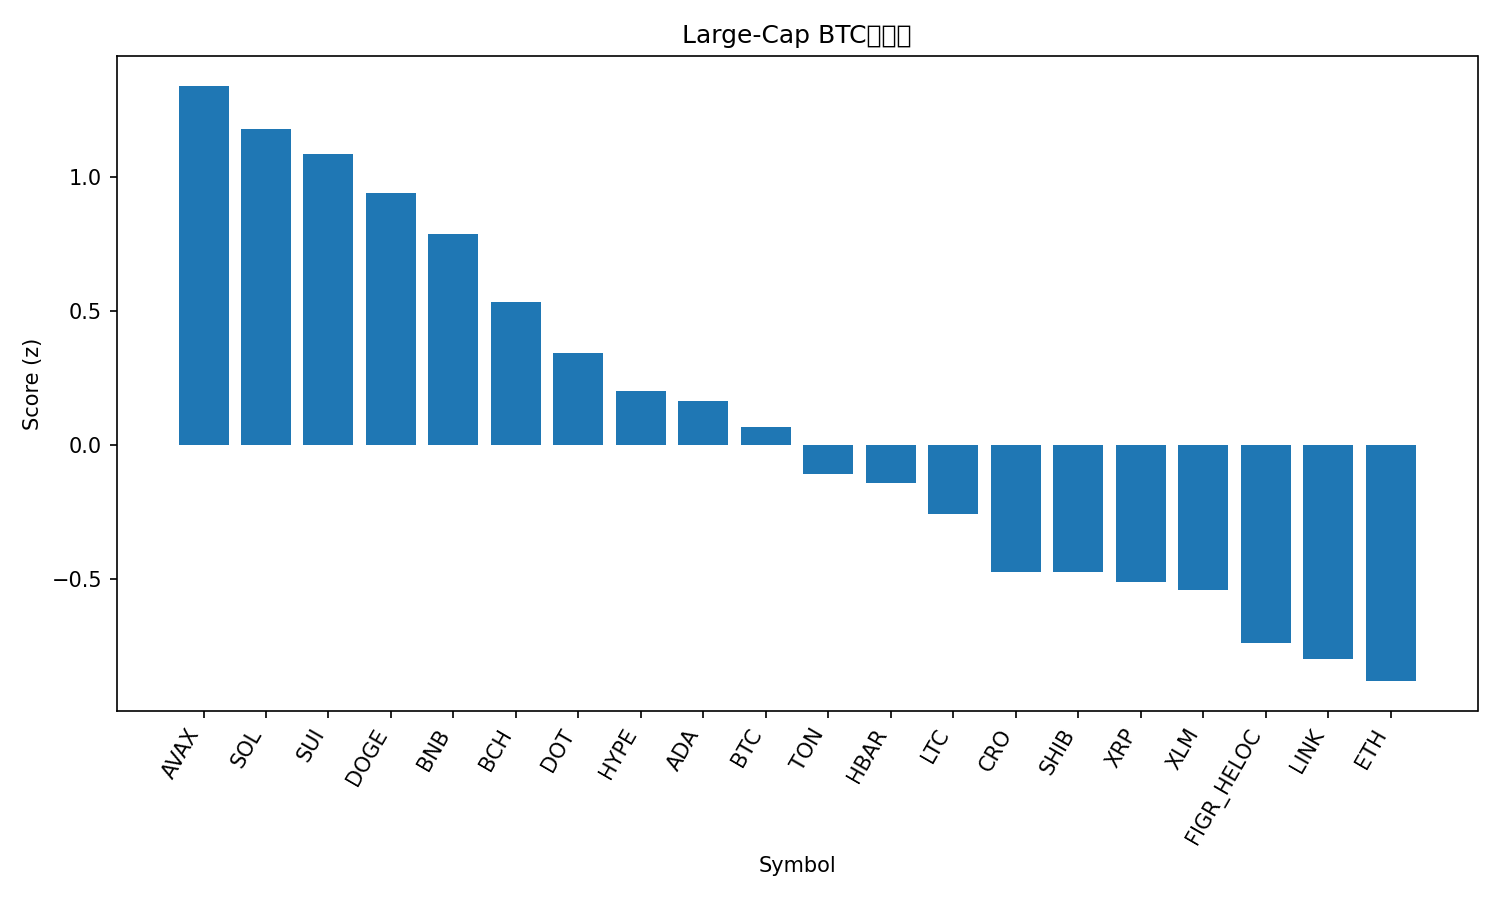 Large-Cap BTC
Score (z)
1.0
0.5
0.0
−0.5
AVAX
SOL
SUI
DOGE
BNB
BCH
DOT
HYPE
ADA
BTC
TON
HBAR
LTC
CRO
SHIB
XRP
XLM
FIGR_HELOC
LINK
ETH
Symbol